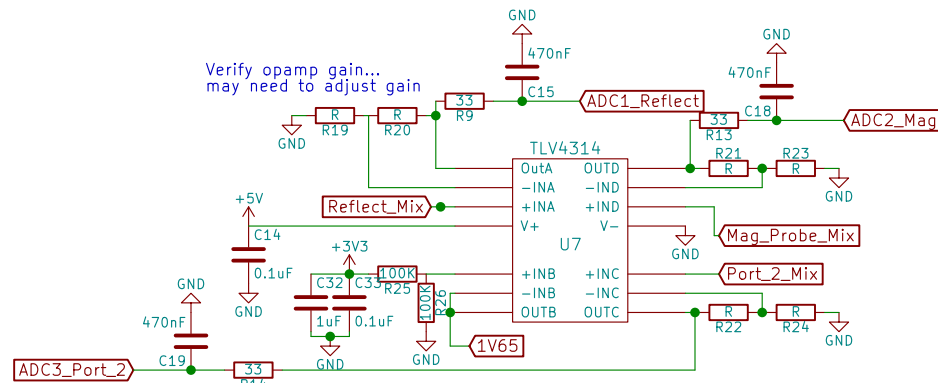 GND
GND
470nF
470nF
Verify opamp gain...
may need to adjust gain
C15
33
R9
ADC1_Reflect
C18
33
R13
ADC2_Mag
R
R19
R
R20
GND
TLV4314
R21
R
R23
R
GND
OutA
-INA
+INA
V+
+INB
-INB
OUTB
OUTD
-IND
+IND
V-
+INC
-INC
OUTC
U7
Reflect_Mix
+5V
C14
0.1uF
GND
GND
Mag_Probe_Mix
Port_2_Mix
+3V3
C32
1uF
C33
0.1uF
100K
R25
100K
R26
GND
GND
1V65
R
R22
R
R24
GND
GND
470nF
C19
ADC3_Port_2
33
R14